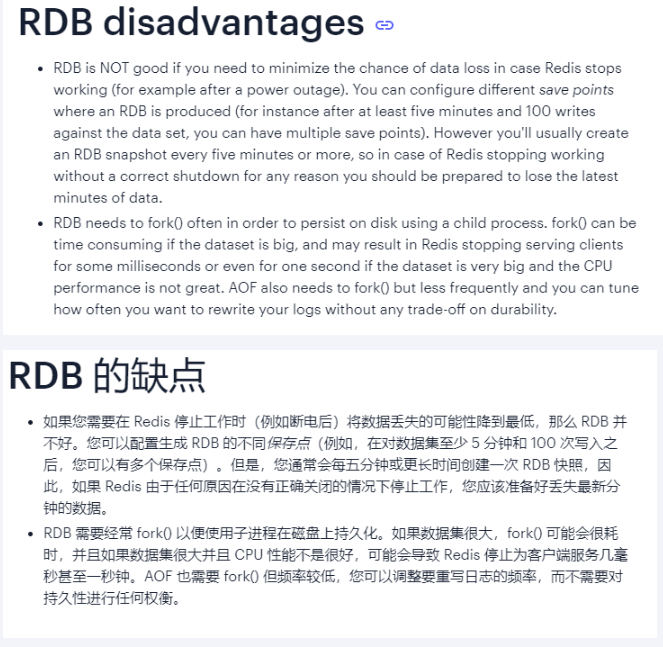 RDB disadvantages
• RDB is NOT good if you need to minimize the chance of data loss in case Redis stops
working (for example after a power outage). You can configure different save points
where an RDB is produced (for instance after at least five minutes and 100 writes
against the data set, you can have multiple save points). However you'll usually create
an RDB snapshot every five minutes or more, so in case of Redis stopping working
without a correct shutdown for any reason you should be prepared to lose the latest
minutes of data.
• RDB needs to fork() often in order to persist on disk using a child process. fork() can be
time consuming if the dataset is big, and may result in Redis stopping serving clients
for some milliseconds or even for one second if the dataset is very big and the CPU
performance is not great. AOF also needs to fork() but less frequently and you can tune
how often you want to rewrite your logs without any trade-off on durability.
RDB 的缺点
• 如果您需要在 Redis 停止工作时（例如断电后）将数据丢失的可能性降到最低，那么 RDB 并
不好。您可以配置生成 RDB 的不同保存点（例如，在对数据集至少 5 分钟和 100 次写入之
后，您可以有多个保存点）。但是，您通常会每五分钟或更长时间创建一次 RDB 快照，因
此，如果 Redis 由于任何原因在没有正确关闭的情况下停止工作，您应该准备好丢失最新分
钟的数据。
• RDB 需要经常 fork() 以便使用子进程在磁盘上持久化。如果数据集很大，fork() 可能会很耗
时，并且如果数据集很大并且 CPU 性能不是很好，可能会导致 Redis 停止为客户端服务几毫
秒甚至一秒钟。AOF 也需要 fork() 但频率较低，您可以调整要重写日志的频率，而不需要对
持久性进行任何权衡。